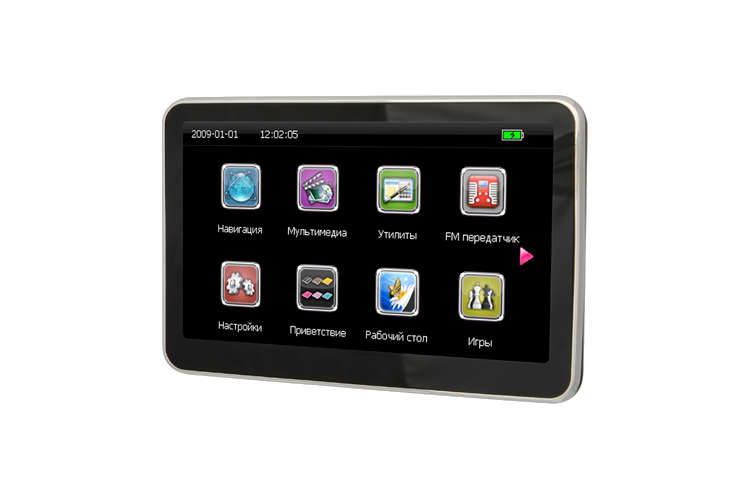 2009-01-01 12:02:05
Навигация Мультимедиа Утилиты FM передатчик
Настройки Приветствие Рабочий стол Игры